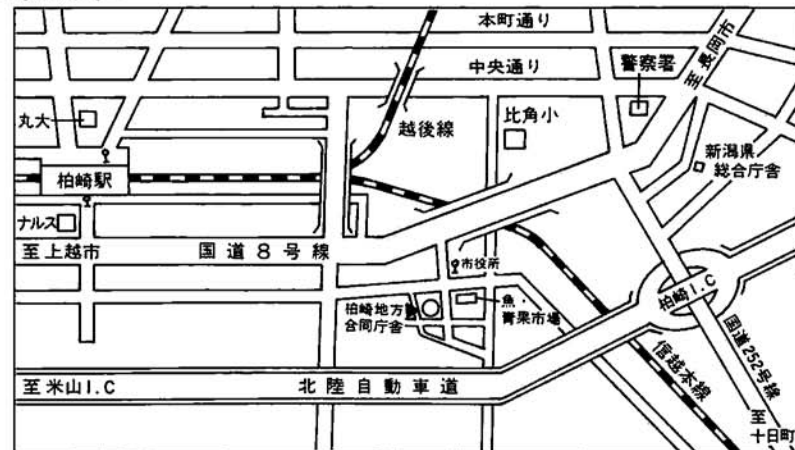 本町通り
中央通り
警察署
至長岡市
丸大
越後線
比角小
新潟県
総合庁舎
柏崎駅
ナルス
至上越市
国道8号線
市役所
柏崎地方
合同庁舎
魚・
青果市場
柏崎I.C
国道252号線
信越本線
至米山I.C
北陸自動車道
至
十日町